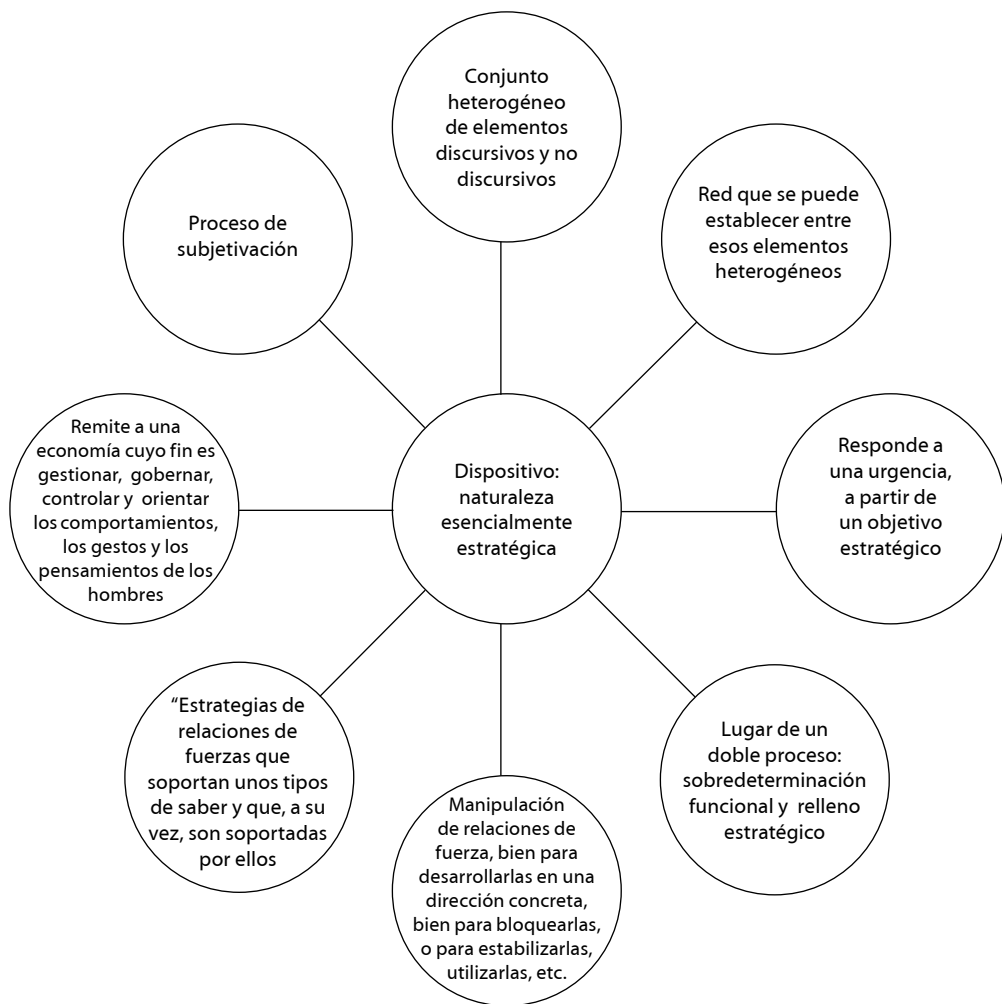 Conjunto
heterogéneo
de elementos
discursivos y no
discursivos
Red que se puede
establecer entre
esos elementos
heterogéneos
Proceso de
subjetivación
Remite a una
economía cuyo fin es
gestionar, gobernar,
controlar y orientar
los comportamientos,
los gestos y los
pensamientos de los
hombres
Dispositivo:
naturaleza
esencialmente
estratégica
Responde a
una urgencia,
a partir de
un objetivo
estratégico
“Estrategias de
relaciones de
fuerzas que
soportan unos tipos
de saber y que, a su
vez, son soportadas
por ellos
Manipulación
de relaciones de
fuerza, bien para
desarrollarlas en una
dirección concreta,
bien para bloquearlas,
o para estabilizarlas,
utilizarlas, etc.
Lugar de un
doble proceso:
sobredeterminación
funcional y relleno
estratégico